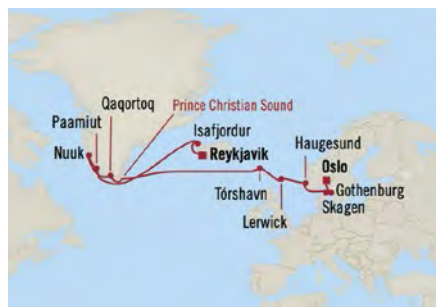 Qaqortoq
Prince Christian Sound
Paamiut
Isafjordur
Haugesund
Nuuk
Reykjavik
Oslo
Tórshavn
Gothenburg
Skagen
Lerwick